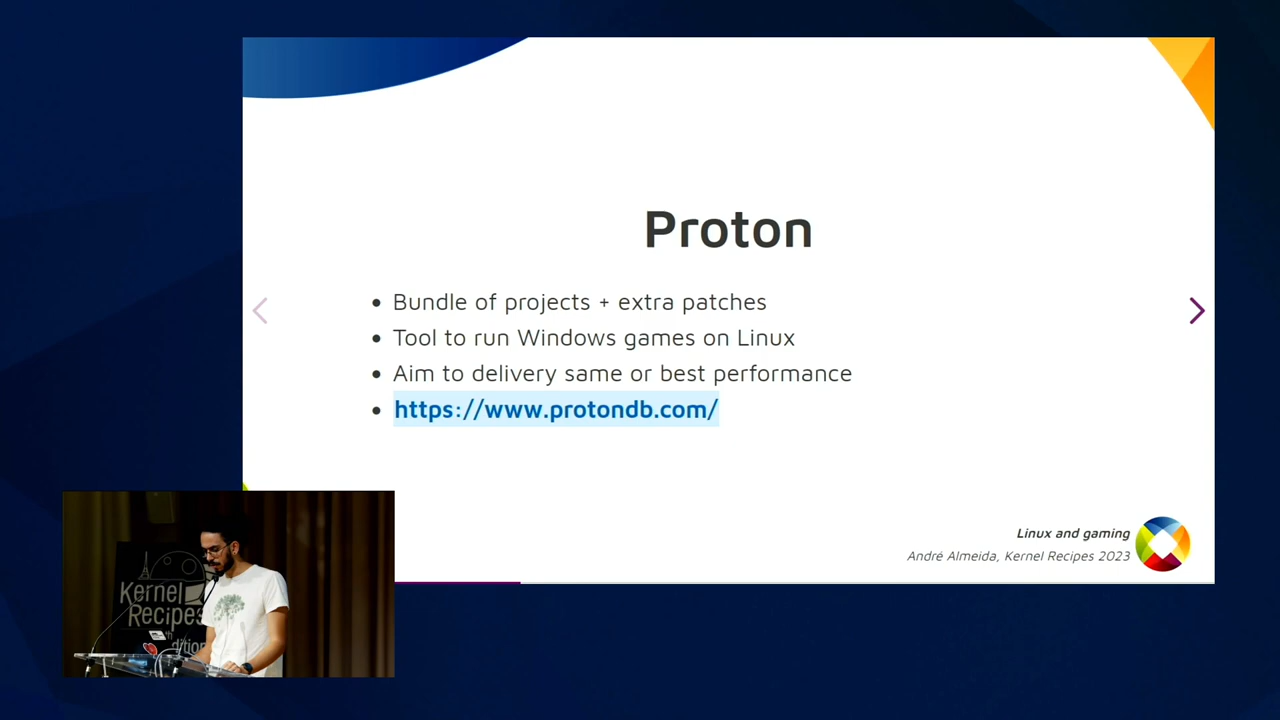 Proton
Bundle of projects + extra patches
Tool to run Windows games on Linux
Aim to delivery same or best performance
https://www.protondb.com/
Linux and gaming
André Almeida, Kernel Recipes 2023
Kernel
Recipes